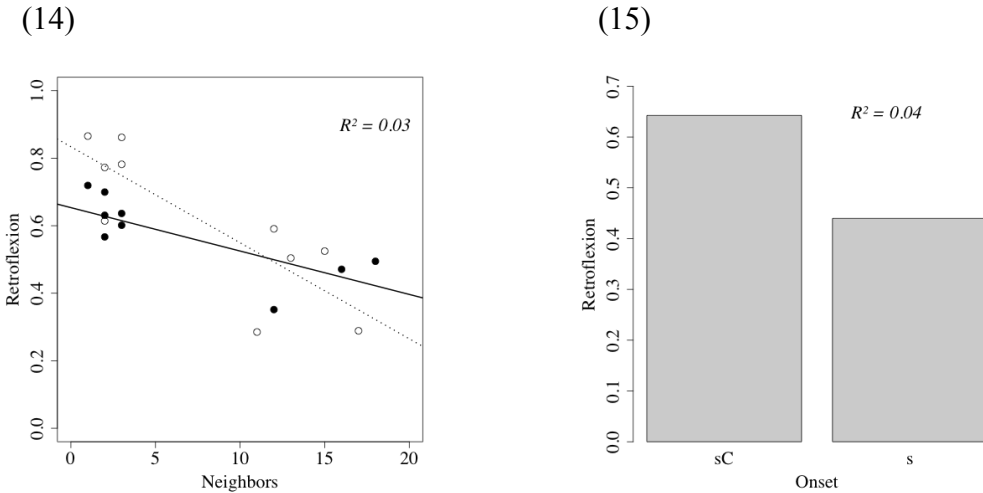 (14)
R² = 0.03
Retroflexion
1.0
0.8
0.6
0.4
0.2
0.0
0 5 10 15 20
Neighbors
(15)
R² = 0.04
Retroflexion
0.7
0.6
0.5
0.4
0.3
0.2
0.1
0.0
sC s
Onset